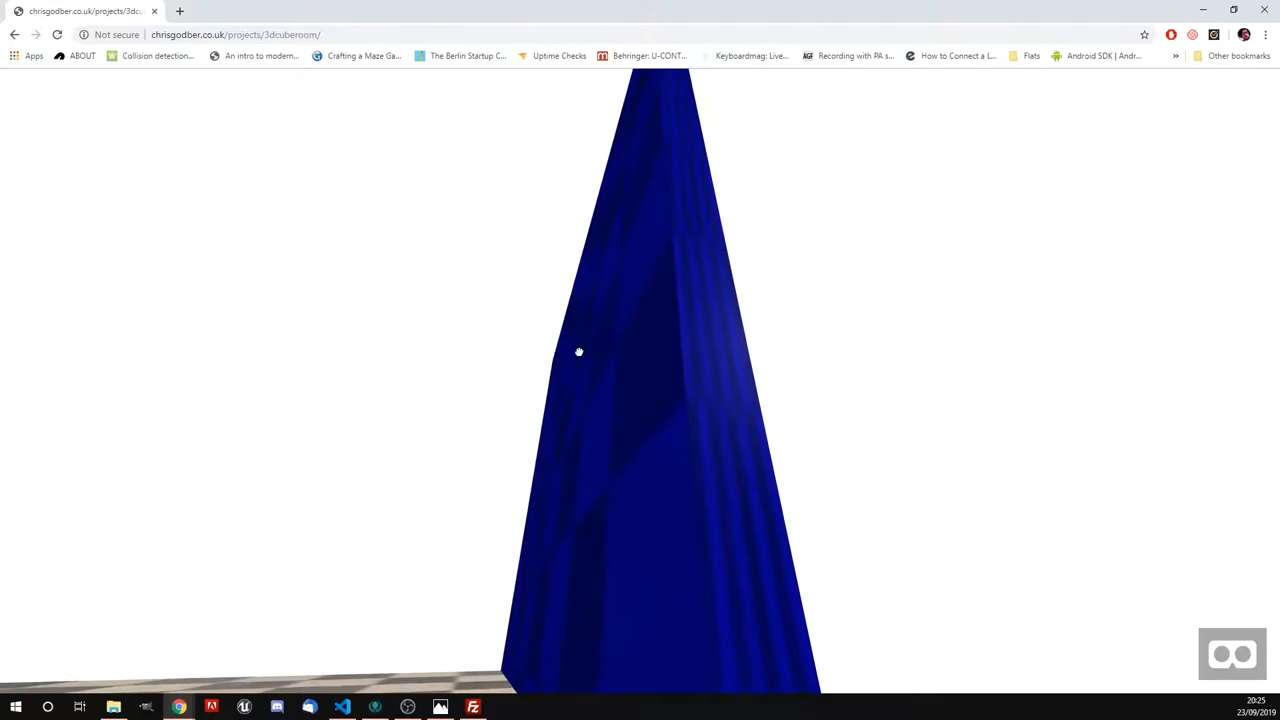 chrisgodber.co.uk/projects/3dcu
Not secure chrisgodber.co.uk/projects/3dcuberoom/
Apps ABOUT Collision detection... An intro to modern... Crafting a Maze Ga... The Berlin Startup C... Uptime Checks Behringer: U-CONT... Keyboardmag: Live... AGF Recording with PA s... How to Connect a L... Flats Android SDK | Andr... » Other bookmarks
20:25
23/09/2019